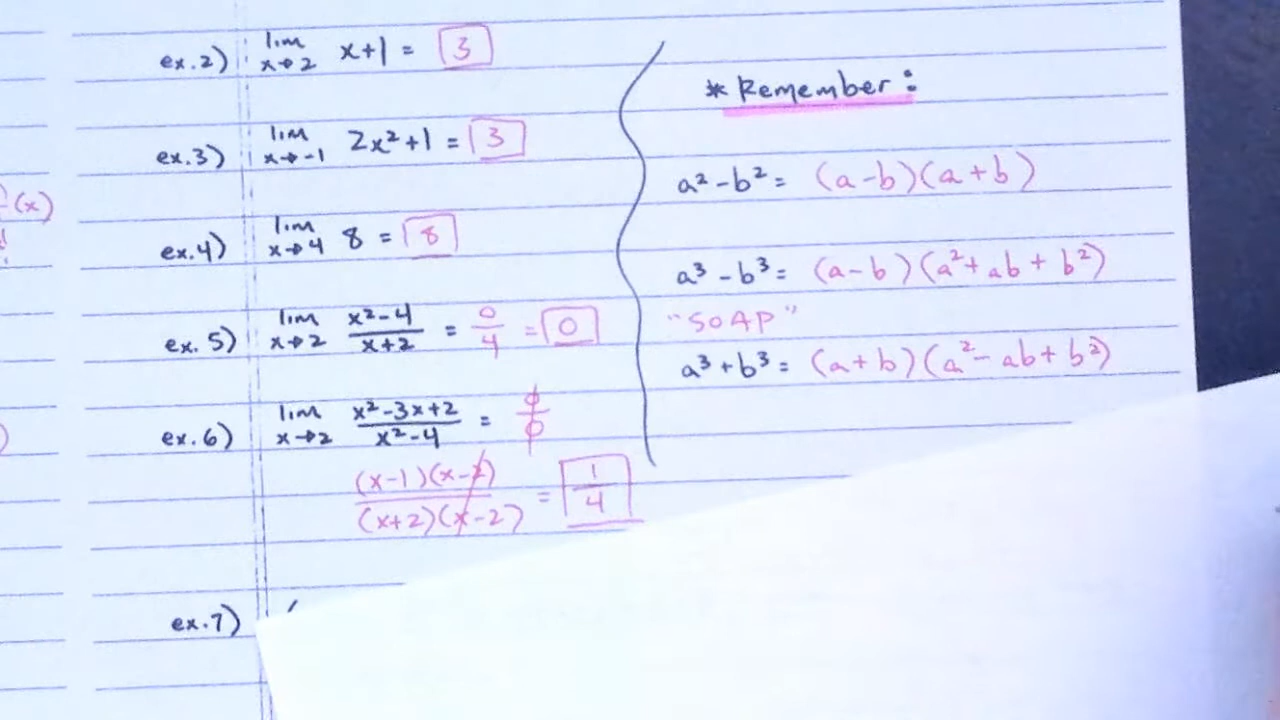 ex.2) lim x→2 x+1 = 3
ex.3) lim x→-1 2x²+1 = 3
(x)
ex.4) lim x→4 8 = 8
ex.5) lim x→2 (x²-4)/(x+2) = 0/4 = 0
ex.6) lim x→2 (x²-3x+2)/(x²-4) = 0/0
(x-1)(x-2)/(x+2)(x-2) = 1/4
ex.7)
* Remember:
a²-b² = (a-b)(a+b)
a³-b³ = (a-b)(a²+ab+b²)
"SOAP"
a³+b³ = (a+b)(a²-ab+b²)